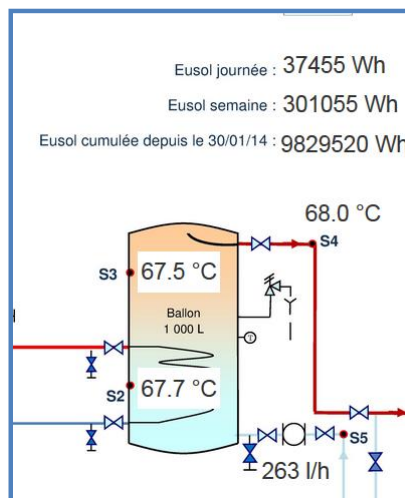 Eusol journée : 37455 Wh
Eusol semaine : 301055 Wh
Eusol cumulée depuis le 30/01/14 : 9829520 Wh
68.0 °C
S4
S3
67.5 °C
Ballon
1 000 L
T
S2
67.7 °C
S5
263 l/h